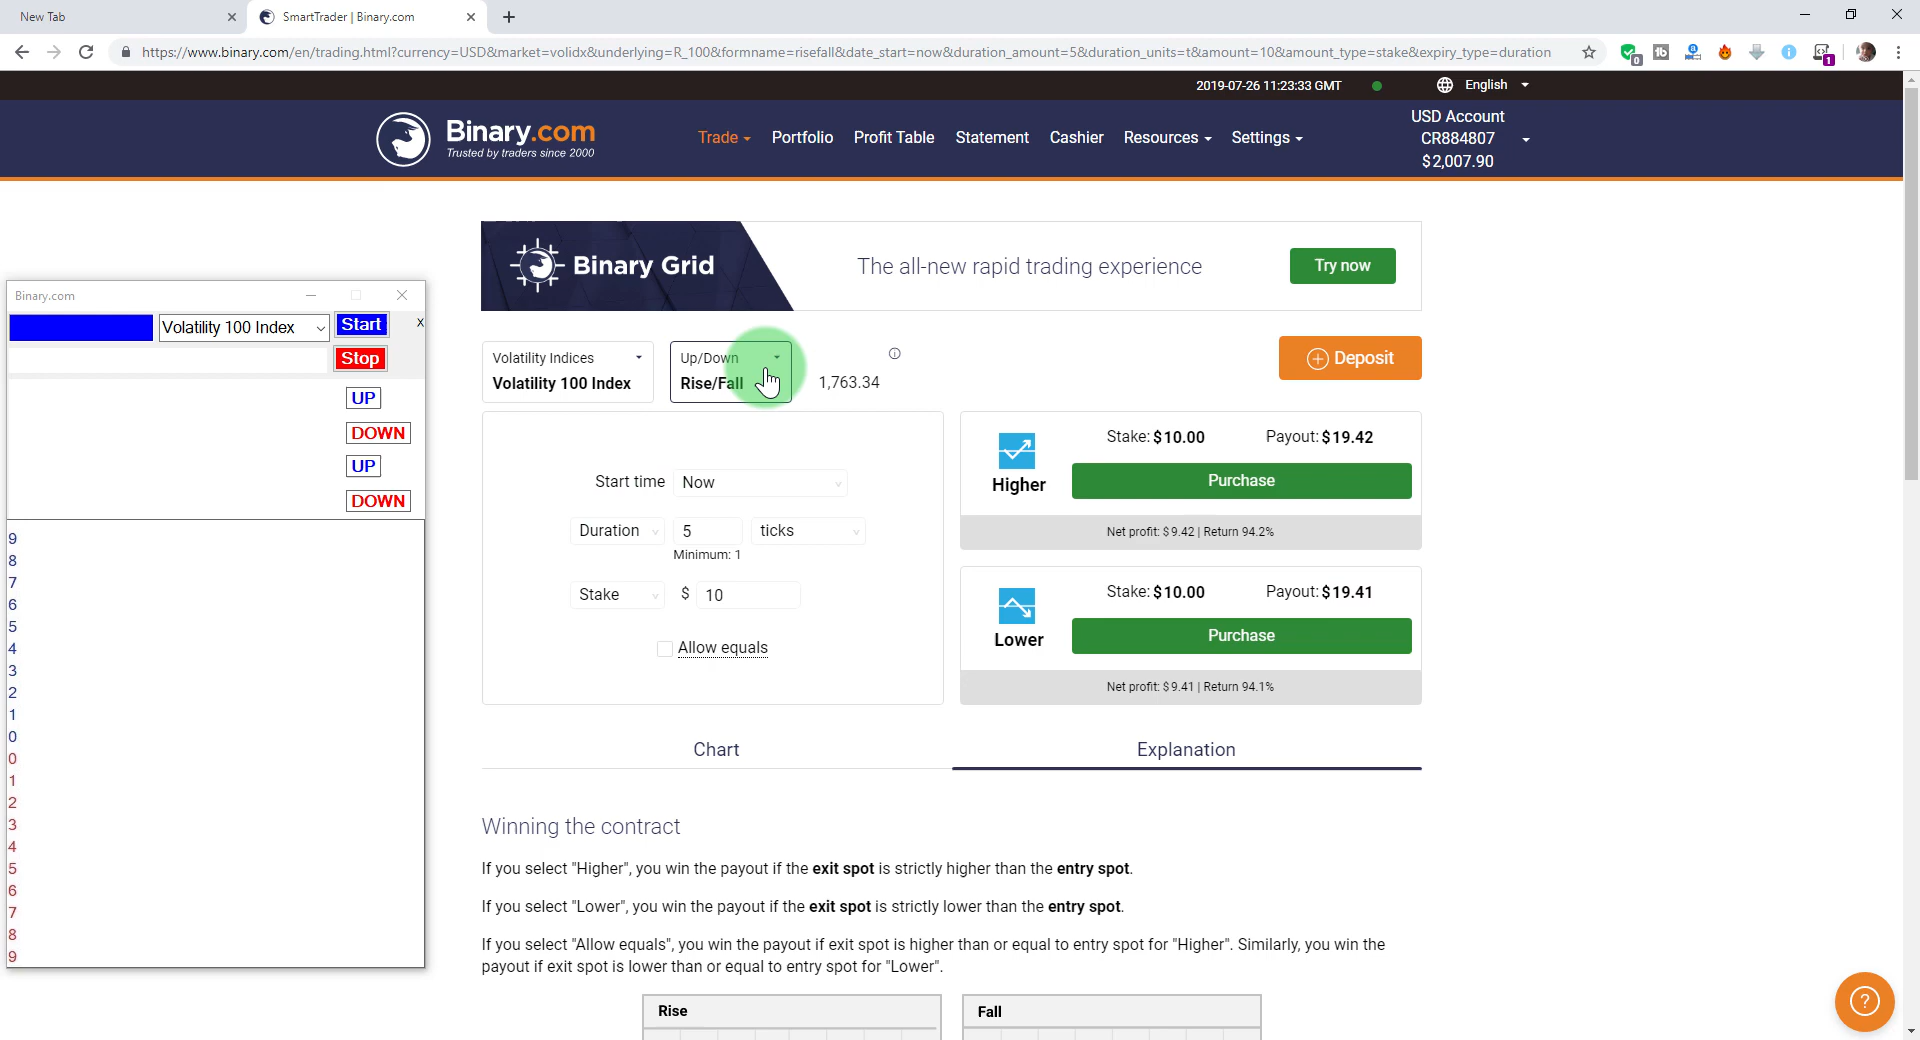 New Tab
SmartTrader | Binary.com
https://www.binary.com/en/trading.html?currency=USD&market=volidx&underlying=R_100&formname=risefall&date_start=now&duration_amount=5&duration_units=t&amount=10&amount_type=stake&expiry_type=duration
0
1
2019-07-26 11:23:33 GMT
English
Binary.com
Trusted by traders since 2000
Trade
Portfolio
Profit Table
Statement
Cashier
Resources
Settings
USD Account
CR884807
$2,007.90
Binary Grid
The all-new rapid trading experience
Try now
Binary.com
Volatility 100 Index
Start
X
Stop
UP
DOWN
UP
DOWN
9
8
7
6
5
4
3
2
1
0
0
1
2
3
4
5
6
7
8
9
Volatility Indices
Volatility 100 Index
Up/Down
Rise/Fall
1,763.34
Deposit
Start time Now
Duration 5 ticks
Minimum: 1
Stake $ 10
Allow equals
Higher
Stake: $10.00 Payout: $19.42
Purchase
Net profit: $9.42 | Return 94.2%
Lower
Stake: $10.00 Payout: $19.41
Purchase
Net profit: $9.41 | Return 94.1%
Chart
Explanation
Winning the contract
If you select "Higher", you win the payout if the exit spot is strictly higher than the entry spot.
If you select "Lower", you win the payout if the exit spot is strictly lower than the entry spot.
If you select "Allow equals", you win the payout if exit spot is higher than or equal to entry spot for "Higher". Similarly, you win the
payout if exit spot is lower than or equal to entry spot for "Lower".
Rise
Fall
?